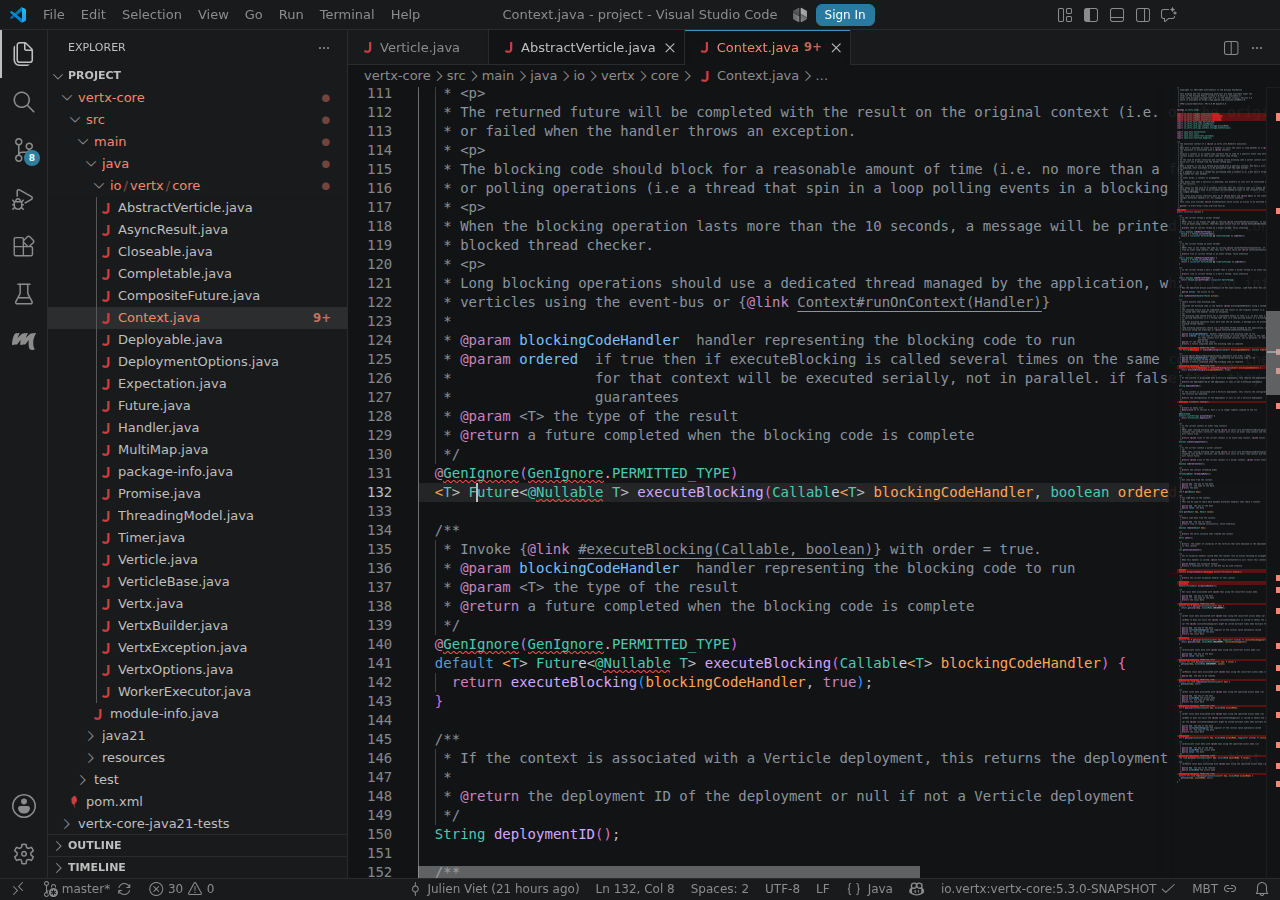 File Edit Selection View Go Run Terminal Help
Context.java - project - Visual Studio Code
Sign In
EXPLORER
PROJECT
vertx-core
src
main
java
io/vertx/core
AbstractVerticle.java
AsyncResult.java
Closeable.java
Completable.java
CompositeFuture.java
Context.java 9+
Deployable.java
DeploymentOptions.java
Expectation.java
Future.java
Handler.java
MultiMap.java
package-info.java
Promise.java
ThreadingModel.java
Timer.java
Verticle.java
VerticleBase.java
Vertx.java
VertxBuilder.java
VertxException.java
VertxOptions.java
WorkerExecutor.java
module-info.java
java21
resources
test
pom.xml
vertx-core-java21-tests
OUTLINE
TIMELINE
8
Verticle.java
AbstractVerticle.java
Context.java 9+
vertx-core > src > main > java > io > vertx > core > Context.java > ...
111 * <p>
112 * The returned future will be completed with the result on the original context (i.e.
113 * or failed when the handler throws an exception.
114 * <p>
115 * The blocking code should block for a reasonable amount of time (i.e. no more than a
116 * or polling operations (i.e a thread that spin in a loop polling events in a blocking
117 * <p>
118 * When the blocking operation lasts more than the 10 seconds, a message will be printed
119 * blocked thread checker.
120 * <p>
121 * Long blocking operations should use a dedicated thread managed by the application, w
122 * verticles using the event-bus or {@link Context#runOnContext(Handler)}
123 *
124 * @param blockingCodeHandler  handler representing the blocking code to run
125 * @param ordered  if true then if executeBlocking is called several times on the same
126 *                 for that context will be executed serially, not in parallel. if false
127 *                 guarantees
128 * @param <T> the type of the result
129 * @return a future completed when the blocking code is complete
130 */
131 @GenIgnore(GenIgnore.PERMITTED_TYPE)
132 <T> Future<@Nullable T> executeBlocking(Callable<T> blockingCodeHandler, boolean ordered
133
134 /**
135 * Invoke {@link #executeBlocking(Callable, boolean)} with order = true.
136 * @param blockingCodeHandler  handler representing the blocking code to run
137 * @param <T> the type of the result
138 * @return a future completed when the blocking code is complete
139 */
140 @GenIgnore(GenIgnore.PERMITTED_TYPE)
141 default <T> Future<@Nullable T> executeBlocking(Callable<T> blockingCodeHandler) {
142 return executeBlocking(blockingCodeHandler, true);
143 }
144
145 /**
146 * If the context is associated with a Verticle deployment, this returns the deployment
147 *
148 * @return the deployment ID of the deployment or null if not a Verticle deployment
149 */
150 String deploymentID();
151
152 /**
master* 30 0 Julien Viet (21 hours ago) Ln 132, Col 8 Spaces: 2 UTF-8 LF { } Java io.vertx:vertx-core:5.3.0-SNAPSHOT MBT